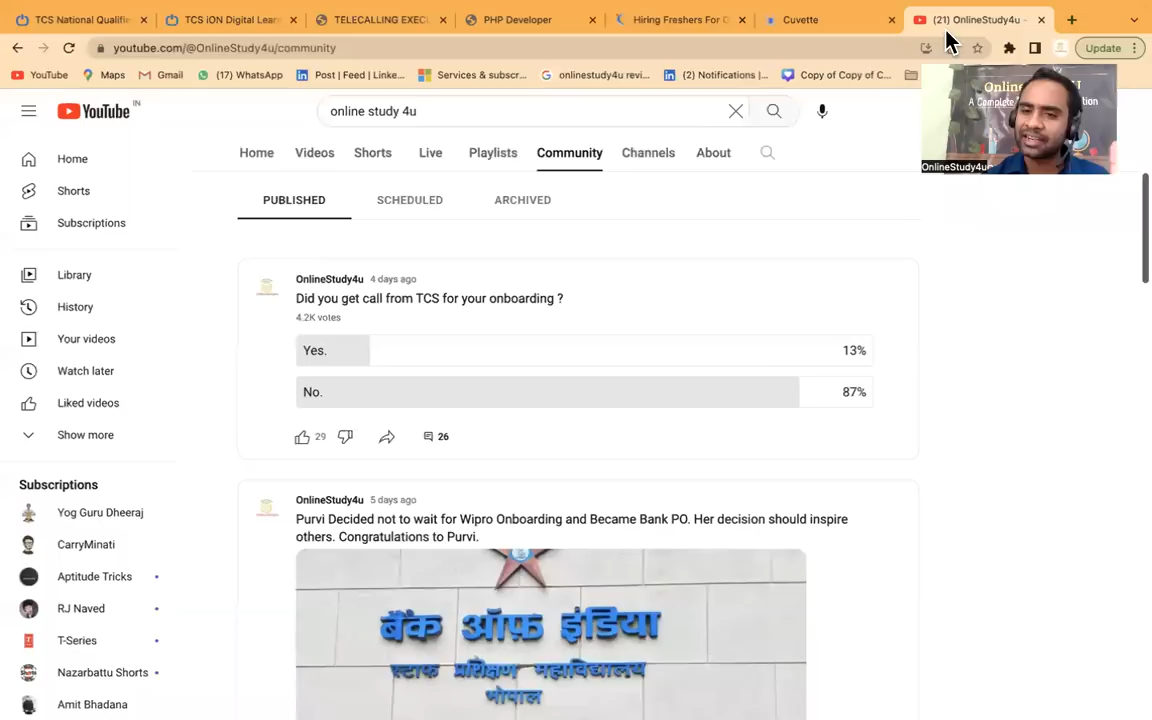 TCS National Qualifi
TCS iON Digital Lear
TELECALLING EXECU
PHP Developer
Hiring Freshers For C
Cuvette
(21) OnlineStudy4u -
youtube.com/@OnlineStudy4u/community
Update
YouTube
Maps
Gmail
(17) WhatsApp
Post | Feed | Linke...
Services & subscr...
onlinestudy4u revi...
(2) Notifications |...
Copy of Copy of C...
YouTube IN
online study 4u
OnlineStudy4u
Home
Videos
Shorts
Live
Playlists
Community
Channels
About
PUBLISHED
SCHEDULED
ARCHIVED
Home
Shorts
Subscriptions
Library
History
Your videos
Watch later
Liked videos
Show more
Subscriptions
Yog Guru Dheeraj
CarryMinati
Aptitude Tricks
RJ Naved
T-Series
Nazarbattu Shorts
Amit Bhadana
OnlineStudy4u 4 days ago
Did you get call from TCS for your onboarding ?
4.2K votes
Yes. 13%
No. 87%
29
26
OnlineStudy4u 5 days ago
Purvi Decided not to wait for Wipro Onboarding and Became Bank PO. Her decision should inspire
others. Congratulations to Purvi.
बैंक ऑफ़ इंडिया
स्टाफ प्रशिक्षण महाविद्यालय
भोपाल